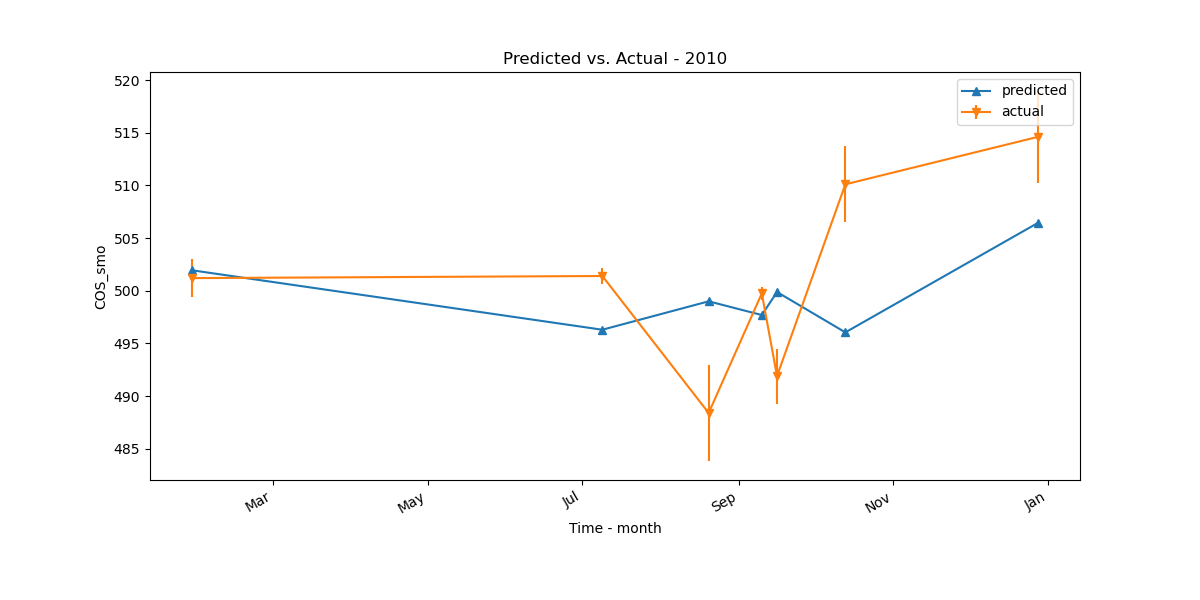 Predicted vs. Actual - 2010
predicted
actual
520
515
510
505
500
495
490
485
COS_smo
Mar
May
Jul
Sep
Nov
Jan
Time - month